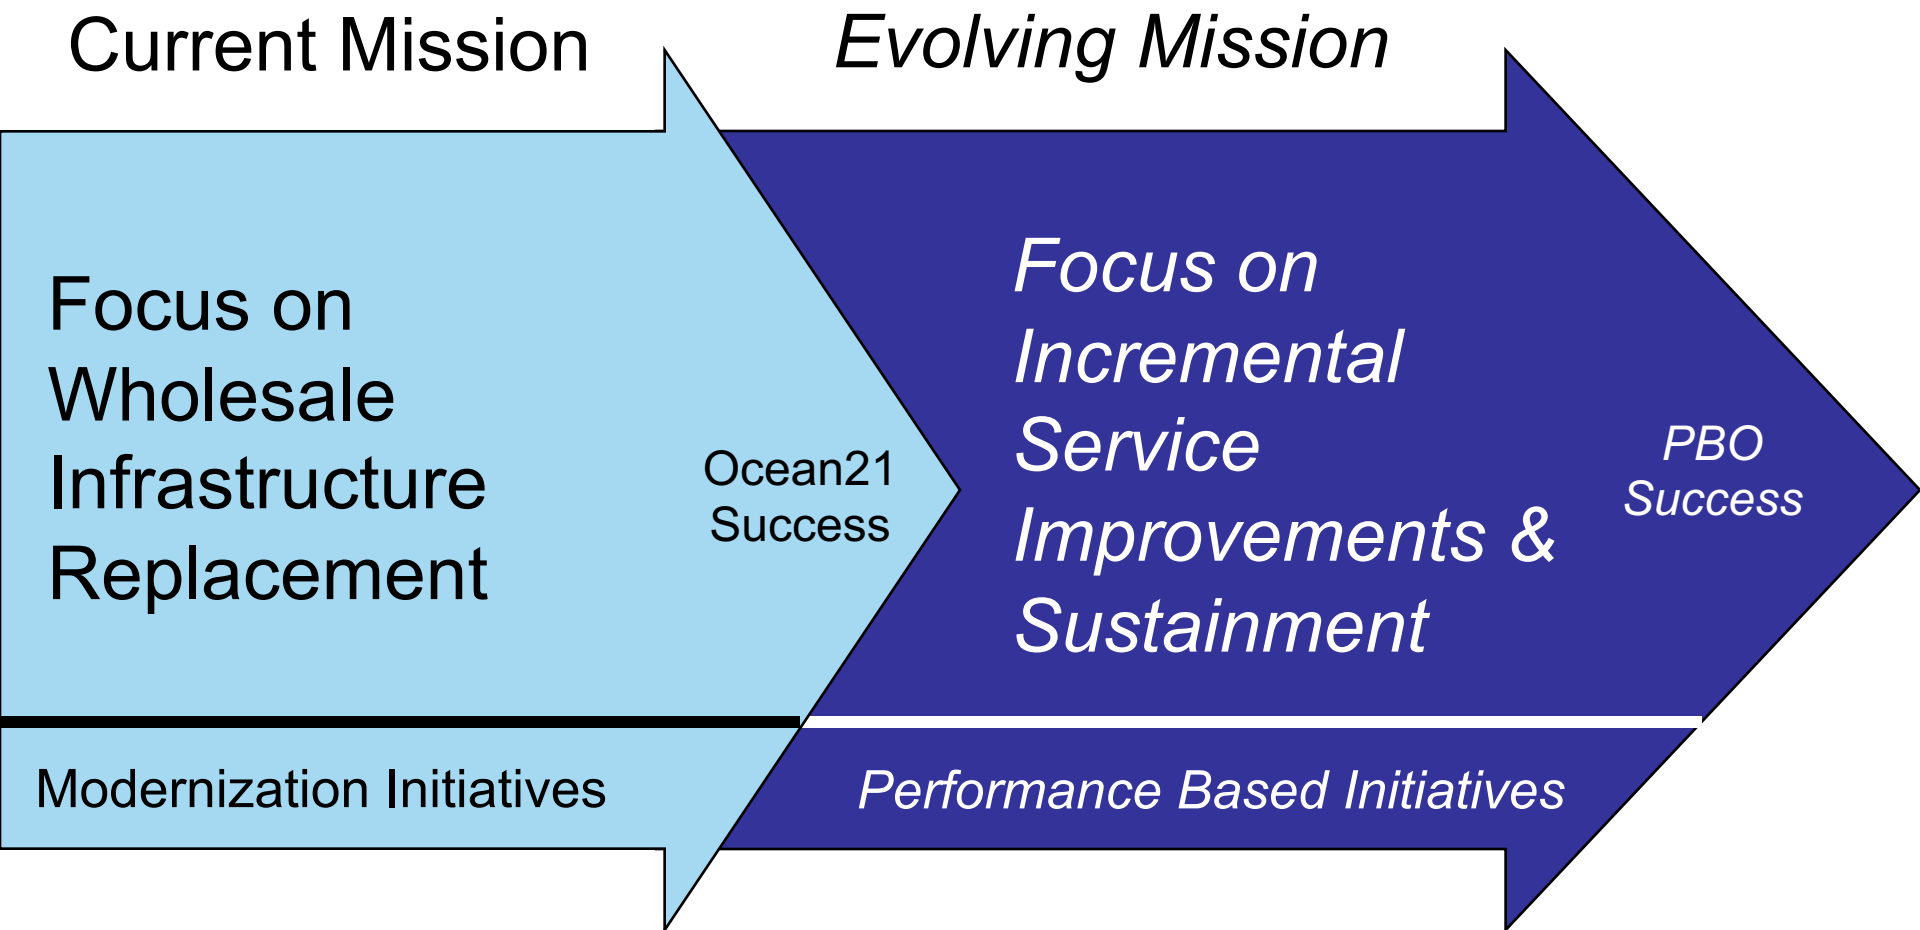 Current Mission
Evolving Mission
Focus on
Wholesale
Infrastructure
Replacement
Ocean21
Success
Focus on
Incremental
Service
Improvements &
Sustainment
PBO
Success
Modernization Initiatives
Performance Based Initiatives